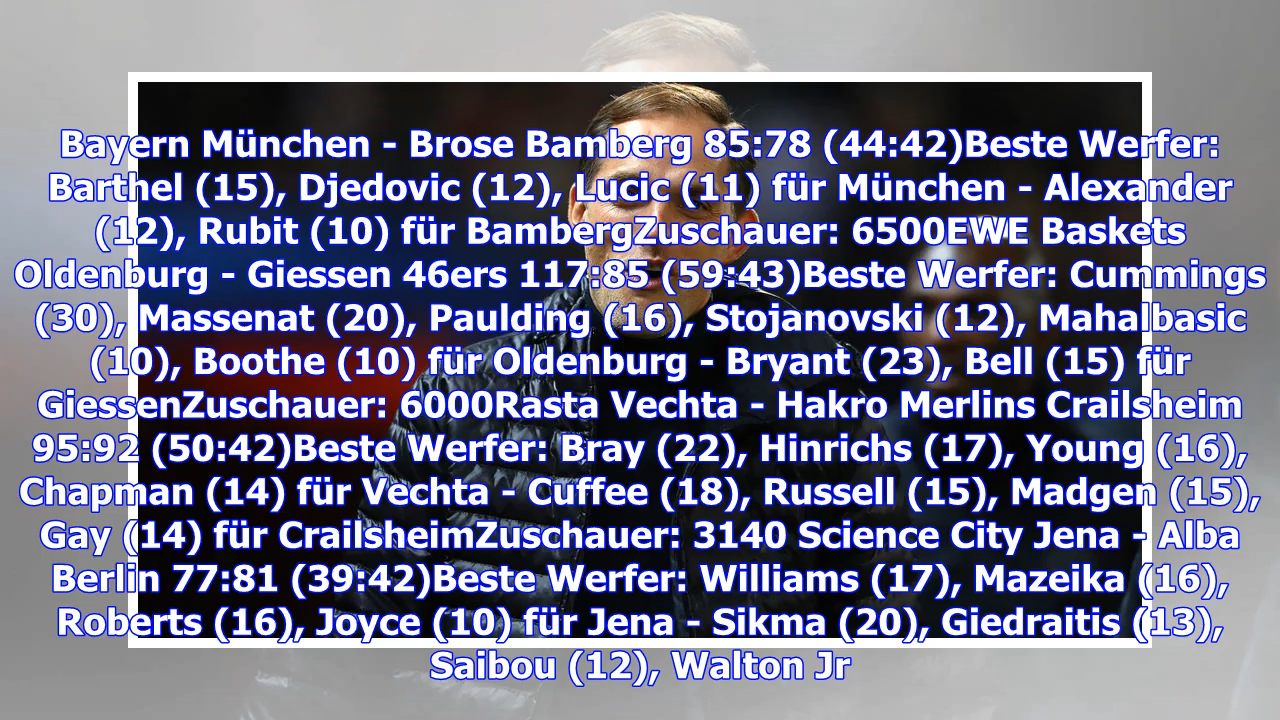 Bayern München - Brose Bamberg 85:78 (44:42)Beste Werfer:
Barthel (15), Djedovic (12), Lucic (11) für München - Alexander
(12), Rubit (10) für BambergZuschauer: 6500EWE Baskets
Oldenburg - Giessen 46ers 117:85 (59:43)Beste Werfer: Cummings
(30), Massenat (20), Paulding (16), Stojanovski (12), Mahalbasic
(10), Boothe (10) für Oldenburg - Bryant (23), Bell (15) für
GiessenZuschauer: 6000Rasta Vechta - Hakro Merlins Crailsheim
95:92 (50:42)Beste Werfer: Bray (22), Hinrichs (17), Young (16),
Chapman (14) für Vechta - Cuffee (18), Russell (15), Madgen (15),
Gay (14) für CrailsheimZuschauer: 3140 Science City Jena - Alba
Berlin 77:81 (39:42)Beste Werfer: Williams (17), Mazeika (16),
Roberts (16), Joyce (10) für Jena - Sikma (20), Giedraitis (13),
Saibou (12), Walton Jr